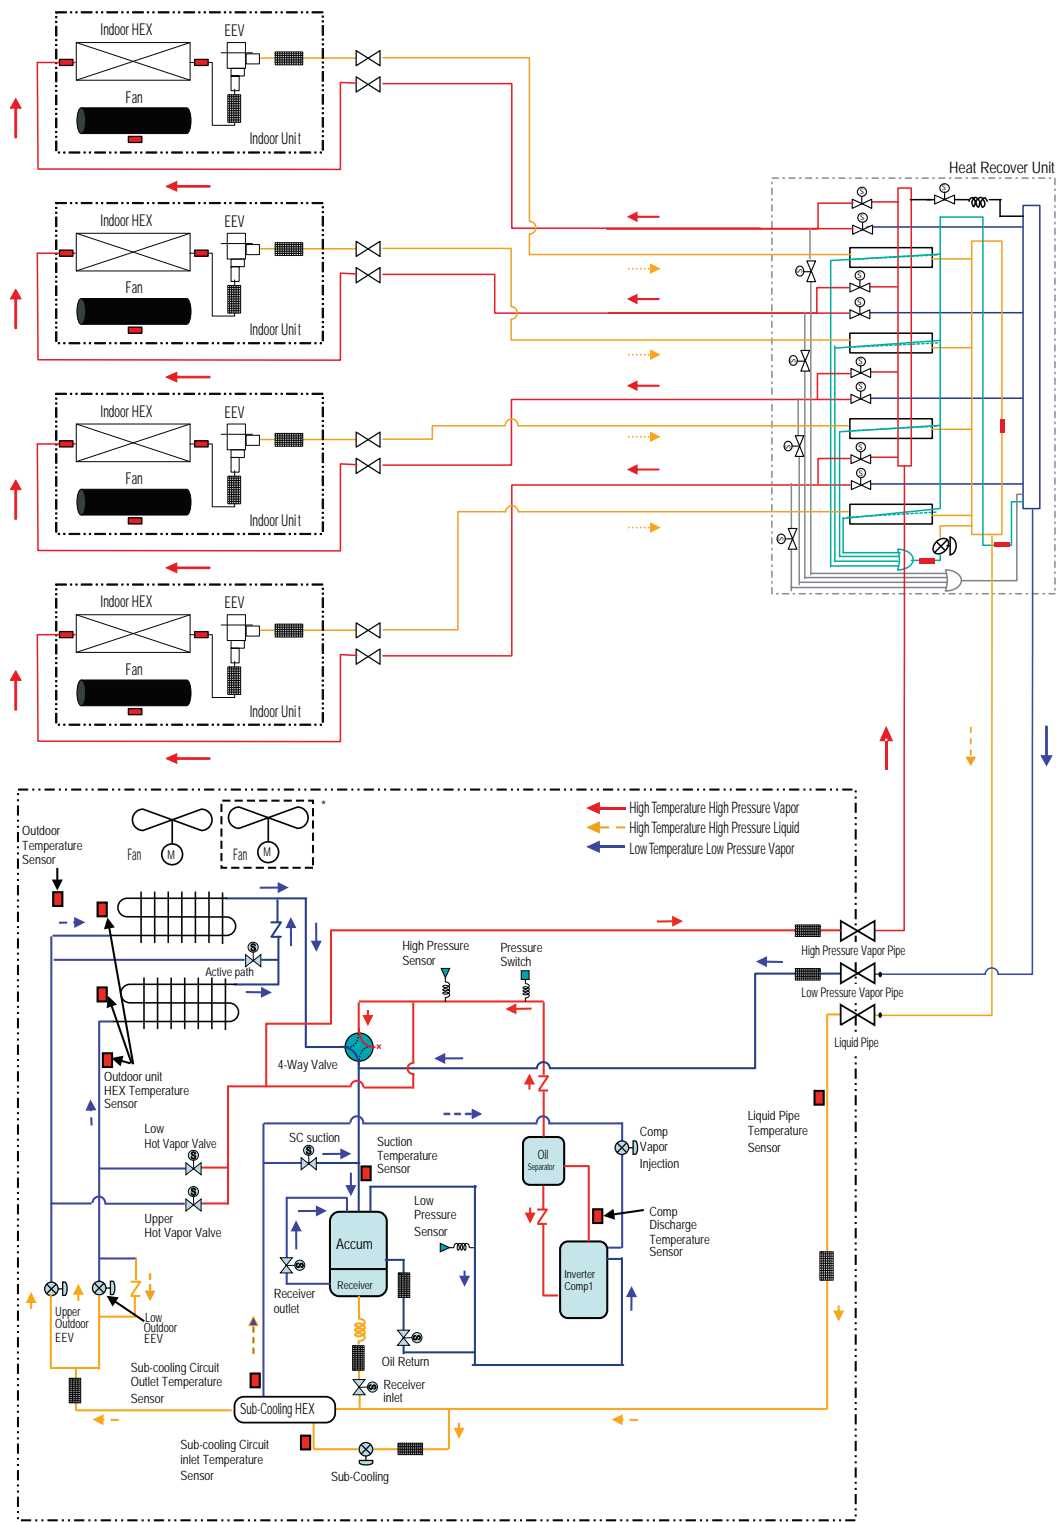 Indoor HEX
EEV
Fan
Indoor Unit
Heat Recover Unit
S
S
Indoor HEX
EEV
Fan
Indoor Unit
S
S
S
S
Indoor HEX
EEV
Fan
Indoor Unit
S
S
S
S
S
S
Indoor HEX
EEV
Fan
Indoor Unit
*
High Temperature High Pressure Vapor
High Temperature High Pressure Liquid
Low Temperature Low Pressure Vapor
Outdoor
Temperature
Sensor
Fan
M
Fan
M
High Pressure
Sensor
Pressure
Switch
High Pressure Vapor Pipe
S
Active path
Low Pressure Vapor Pipe
Liquid Pipe
4-Way Valve
×
Outdoor unit
HEX Temperature
Sensor
Liquid Pipe
Temperature
Sensor
Low
Hot Vapor Valve
S
SC suction
S
Suction
Temperature
Sensor
Comp
Vapor
Injection
Oil
Separator
Upper
Hot Vapor Valve
S
Low
Pressure
Sensor
Comp
Discharge
Temperature
Sensor
Accum
Receiver
Inverter
Comp1
Receiver
outlet
S
Upper
Outdoor
EEV
Low
Outdoor
EEV
S
Oil Return
Sub-cooling Circuit
Outlet Temperature
Sensor
Receiver
inlet
S
Sub-Cooling HEX
Sub-cooling Circuit
inlet Temperature
Sensor
Sub-Cooling